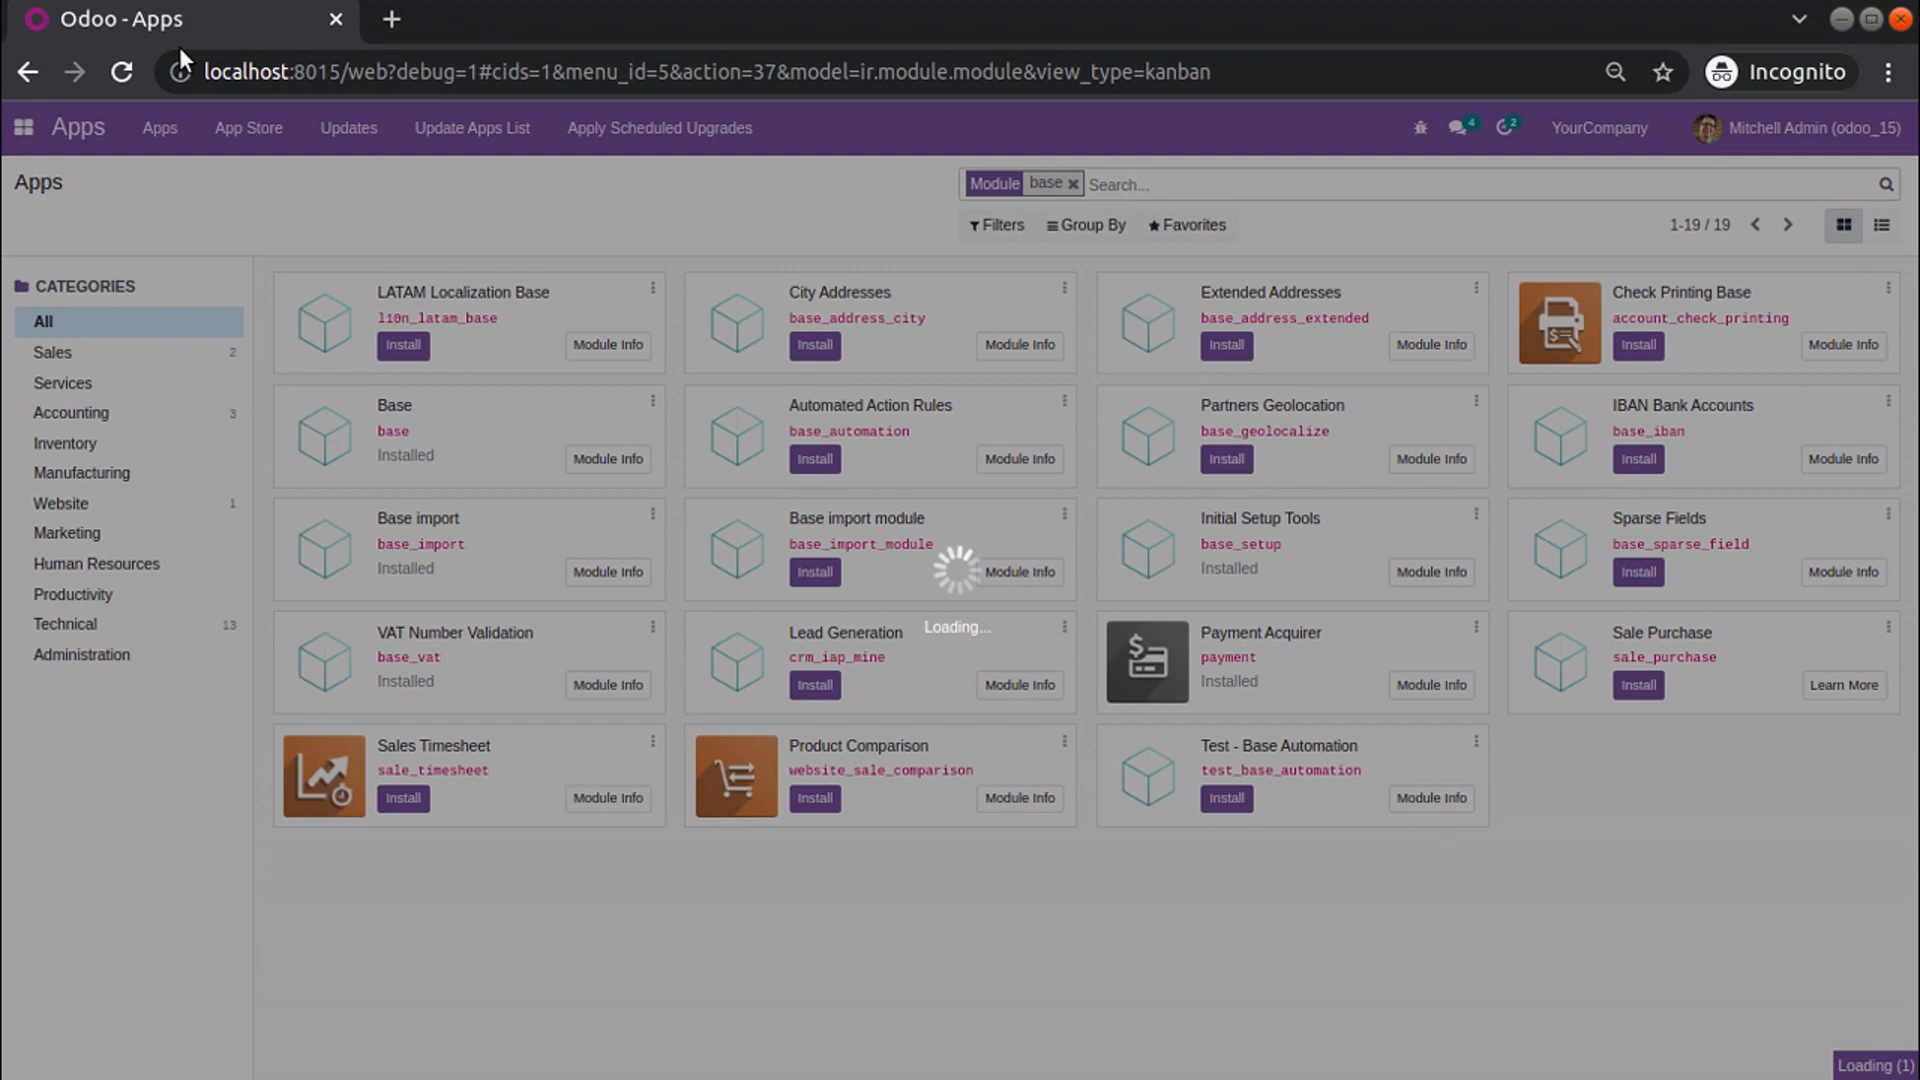 Odoo - Apps
localhost:8015/web?debug=1#cids=1&menu_id=5&action=37&model=ir.module.module&view_type=kanban
Incognito
Apps
Apps
App Store
Updates
Update Apps List
Apply Scheduled Upgrades
4
2
YourCompany
Mitchell Admin (odoo_15)
Apps
Module base
Search...
Filters
Group By
Favorites
1-19 / 19
CATEGORIES
All
Sales 2
Services
Accounting 3
Inventory
Manufacturing
Website 1
Marketing
Human Resources
Productivity
Technical 13
Administration
LATAM Localization Base
l10n_latam_base
Install
Module Info
City Addresses
base_address_city
Install
Module Info
Extended Addresses
base_address_extended
Install
Module Info
Check Printing Base
account_check_printing
Install
Module Info
Base
base
Installed
Module Info
Automated Action Rules
base_automation
Install
Module Info
Partners Geolocation
base_geolocalize
Install
Module Info
IBAN Bank Accounts
base_iban
Install
Module Info
Base import
base_import
Installed
Module Info
Base import module
base_import_module
Install
Module Info
Initial Setup Tools
base_setup
Installed
Module Info
Sparse Fields
base_sparse_field
Install
Module Info
VAT Number Validation
base_vat
Installed
Module Info
Lead Generation
crm_iap_mine
Install
Module Info
Loading...
Payment Acquirer
payment
Installed
Module Info
Sale Purchase
sale_purchase
Install
Learn More
Sales Timesheet
sale_timesheet
Install
Module Info
Product Comparison
website_sale_comparison
Install
Module Info
Test - Base Automation
test_base_automation
Install
Module Info
Loading (1)